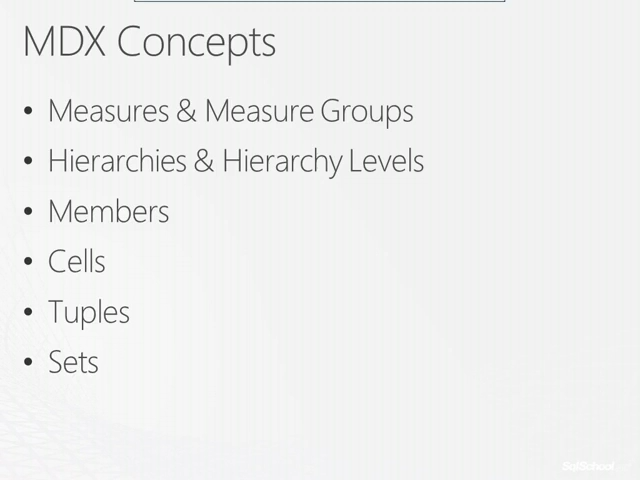 MDX Concepts
• Measures & Measure Groups
• Hierarchies & Hierarchy Levels
• Members
• Cells
• Tuples
• Sets
SqlSchool